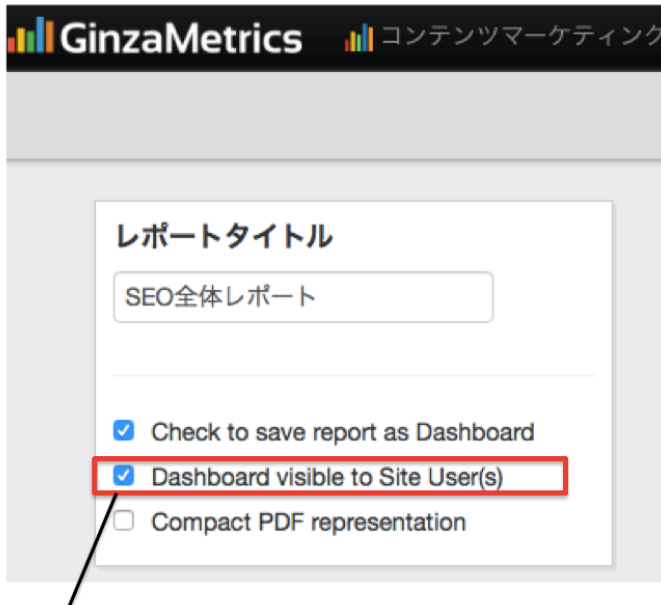 GinzaMetrics コンテンツマーケティング
レポートタイトル
SEO全体レポート
Check to save report as Dashboard
Dashboard visible to Site User(s)
Compact PDF representation